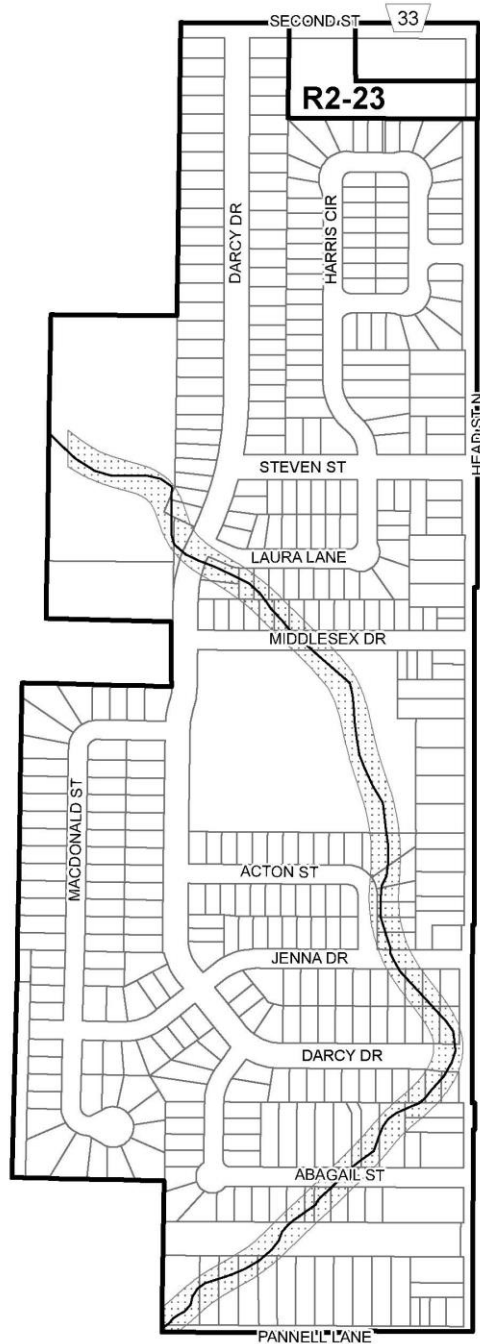 SECOND ST
33
R2-23
DARCY DR
HARRIS CIR
HEAD ST N
STEVEN ST
LAURA LANE
MIDDLESEX DR
MACDONALD ST
ACTON ST
JENNA DR
DARCY DR
ABAGAIL ST
PANNELL LANE